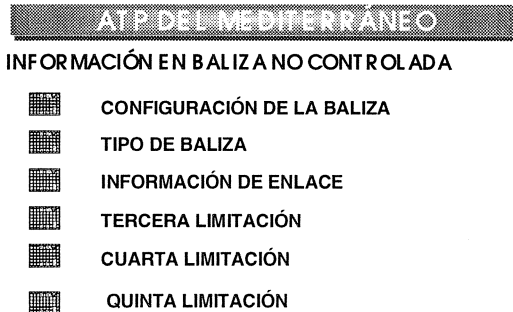 ATP DEL MEDITERRÁNEO
INFORMACIÓN EN BALIZA NO CONTROLADA
CONFIGURACIÓN DE LA BALIZA
TIPO DE BALIZA
INFORMACIÓN DE ENLACE
TERCERA LIMITACIÓN
CUARTA LIMITACIÓN
QUINTA LIMITACIÓN